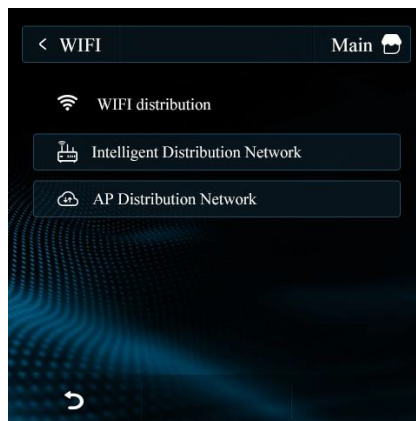 < WIFI Main
WIFI distribution
Intelligent Distribution Network
AP Distribution Network